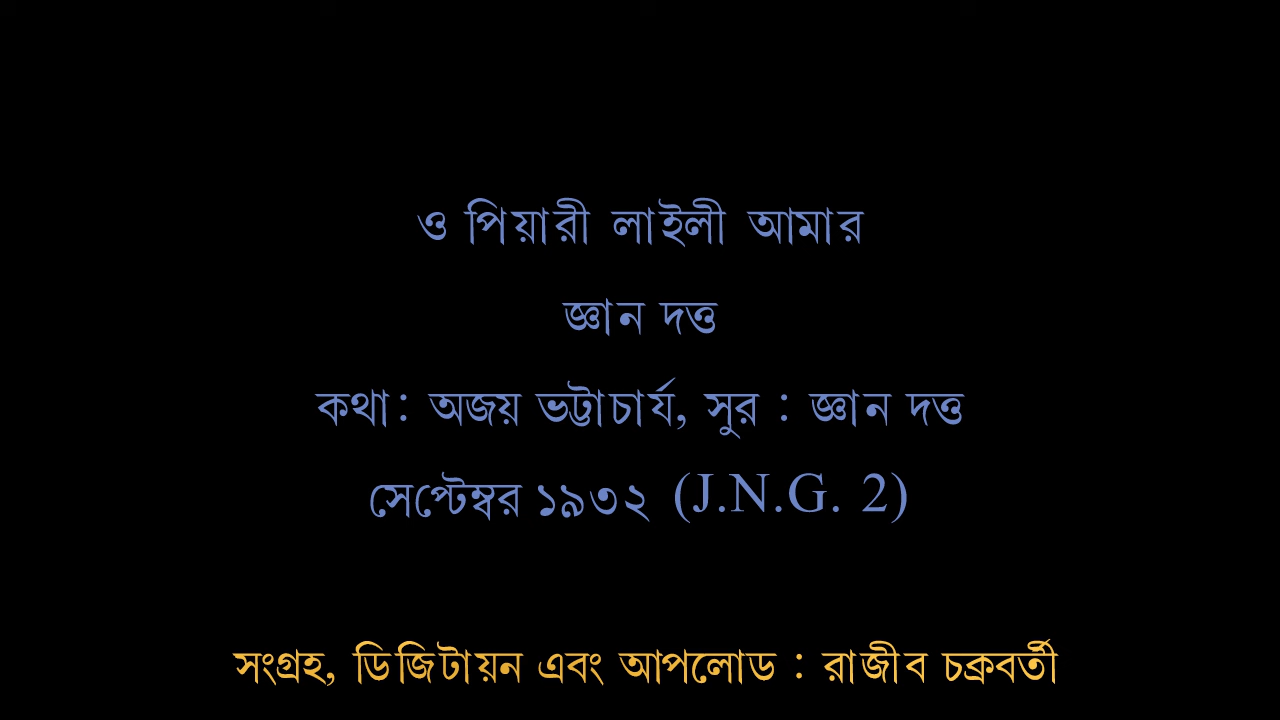 ও পিয়ারী লাইলী আমার
জ্ঞান দত্ত
কথা: অজয় ভট্টাচার্য, সুর : জ্ঞান দত্ত
সেপ্টেম্বর ১৯৩২ (J.N.G. 2)
সংগ্রহ, ডিজিটায়ন এবং আপলোড : রাজীব চক্রবর্তী